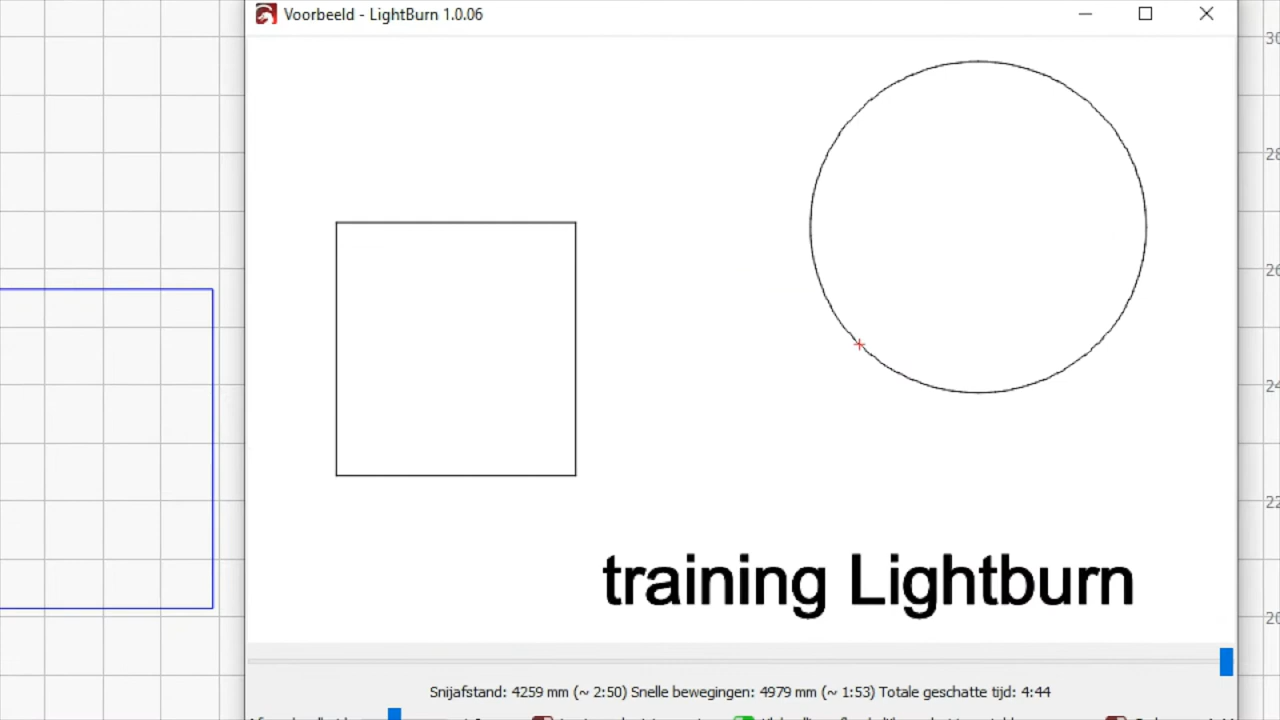 Voorbeeld - LightBurn 1.0.06
training Lightburn
Snijafstand: 4259 mm (~ 2:50) Snelle bewegingen: 4979 mm (~ 1:53) Totale geschatte tijd: 4:44